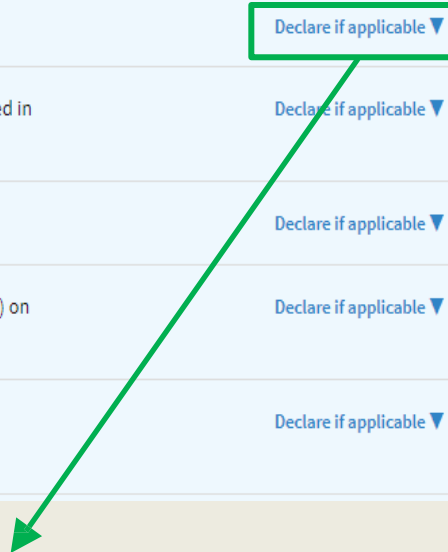 Declare if applicable ▼
ed in Declare if applicable ▼
Declare if applicable ▼
) on Declare if applicable ▼
Declare if applicable ▼